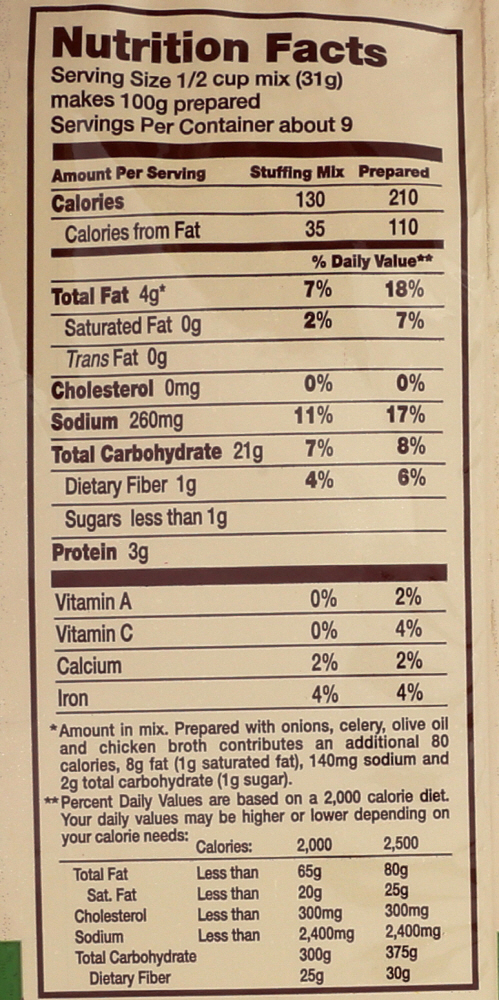 Nutrition Facts
Serving Size 1/2 cup mix (31g)
makes 100g prepared
Servings Per Container about 9
Amount Per Serving Stuffing Mix Prepared
Calories 130 210
Calories from Fat 35 110
% Daily Value**
Total Fat 4g* 7% 18%
Saturated Fat 0g 2% 7%
Trans Fat 0g
Cholesterol 0mg 0% 0%
Sodium 260mg 11% 17%
Total Carbohydrate 21g 7% 8%
Dietary Fiber 1g 4% 6%
Sugars less than 1g
Protein 3g
Vitamin A 0% 2%
Vitamin C 0% 4%
Calcium 2% 2%
Iron 4% 4%
*Amount in mix. Prepared with onions, celery, olive oil
and chicken broth contributes an additional 80
calories, 8g fat (1g saturated fat), 140mg sodium and
2g total carbohydrate (1g sugar).
**Percent Daily Values are based on a 2,000 calorie diet.
Your daily values may be higher or lower depending on
your calorie needs:
Calories: 2,000 2,500
Total Fat Less than 65g 80g
Sat. Fat Less than 20g 25g
Cholesterol Less than 300mg 300mg
Sodium Less than 2,400mg 2,400mg
Total Carbohydrate 300g 375g
Dietary Fiber 25g 30g